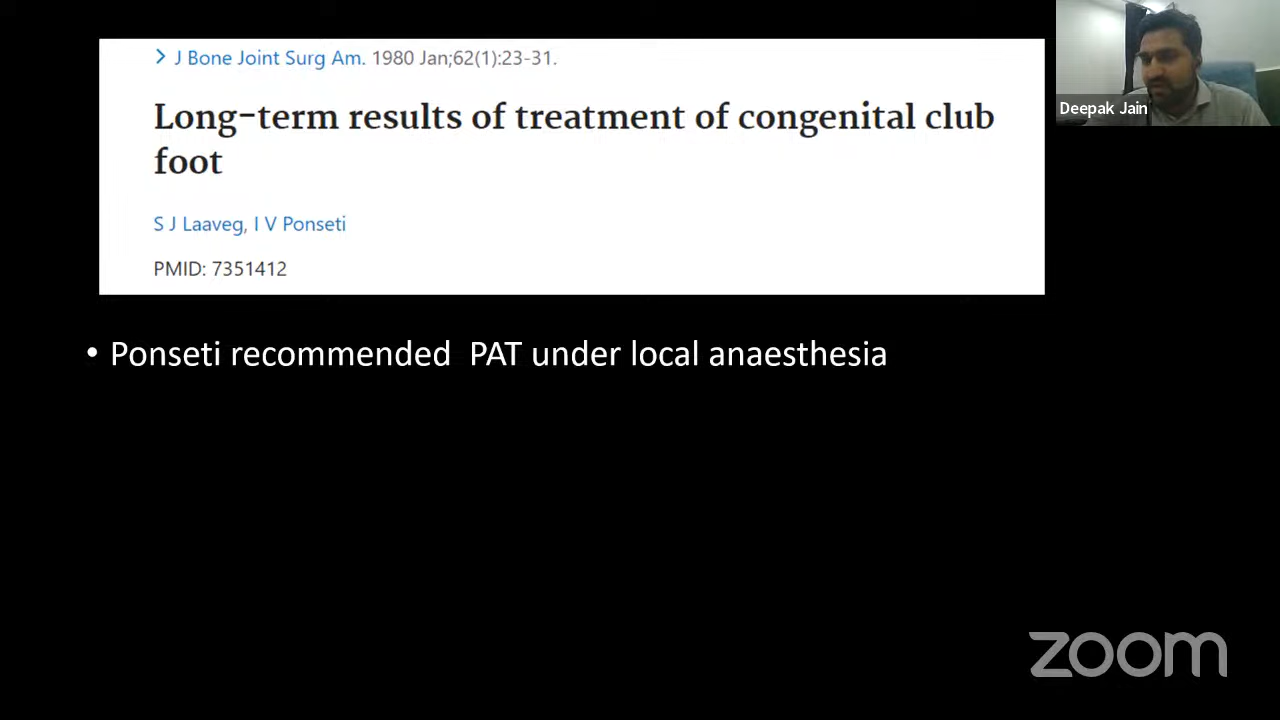 > J Bone Joint Surg Am. 1980 Jan;62(1):23-31.
Long-term results of treatment of congenital club
foot
S J Laaveg, I V Ponseti
PMID: 7351412
Deepak Jain
• Ponseti recommended  PAT under local anaesthesia
zoom